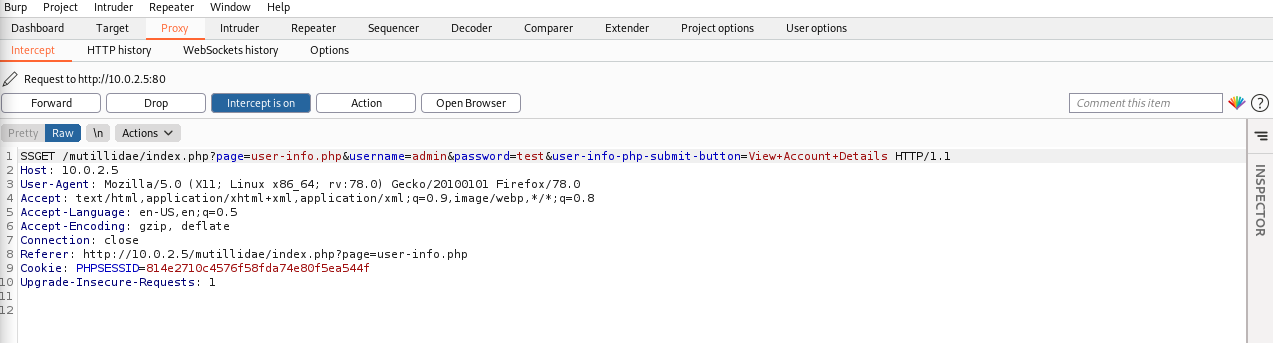 Burp Project Intruder Repeater Window Help
Dashboard Target Proxy Intruder Repeater Sequencer Decoder Comparer Extender Project options User options
Intercept HTTP history WebSockets history Options
Request to http://10.0.2.5:80
Forward Drop Intercept is on Action Open Browser Comment this item ?
Pretty Raw \n Actions
1 SSGET /mutillidae/index.php?page=user-info.php&username=admin&password=test&user-info-php-submit-button=View+Account+Details HTTP/1.1
2 Host: 10.0.2.5
3 User-Agent: Mozilla/5.0 (X11; Linux x86_64; rv:78.0) Gecko/20100101 Firefox/78.0
4 Accept: text/html,application/xhtml+xml,application/xml;q=0.9,image/webp,*/*;q=0.8
5 Accept-Language: en-US,en;q=0.5
6 Accept-Encoding: gzip, deflate
7 Connection: close
8 Referer: http://10.0.2.5/mutillidae/index.php?page=user-info.php
9 Cookie: PHPSESSID=814e2710c4576f58fda74e80f5ea544f
10 Upgrade-Insecure-Requests: 1
11
12
INSPECTOR